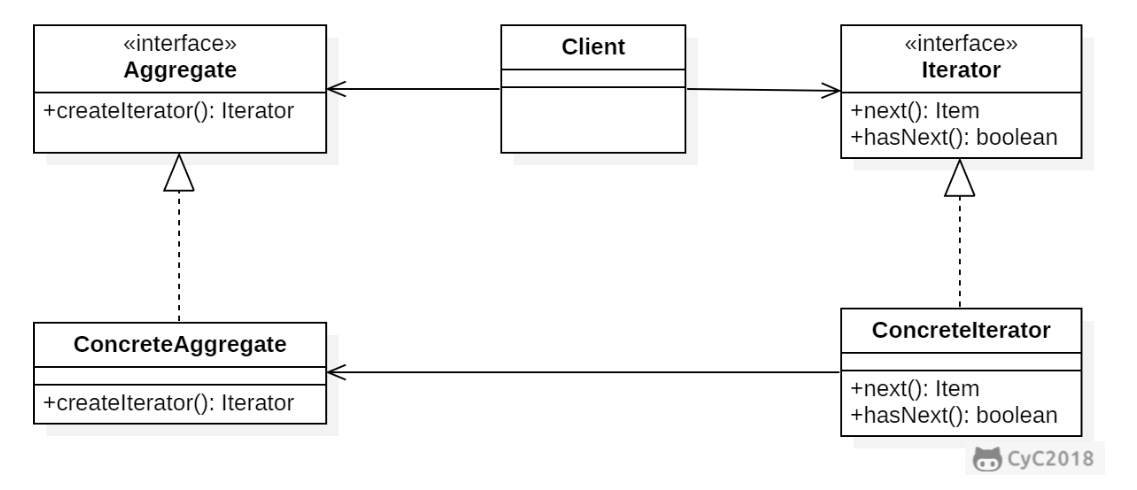 «interface»
Aggregate
+createIterator(): Iterator
Client
«interface»
Iterator
+next(): Item
+hasNext(): boolean
ConcreteAggregate
+createIterator(): Iterator
ConcreteIterator
+next(): Item
+hasNext(): boolean
CyC2018